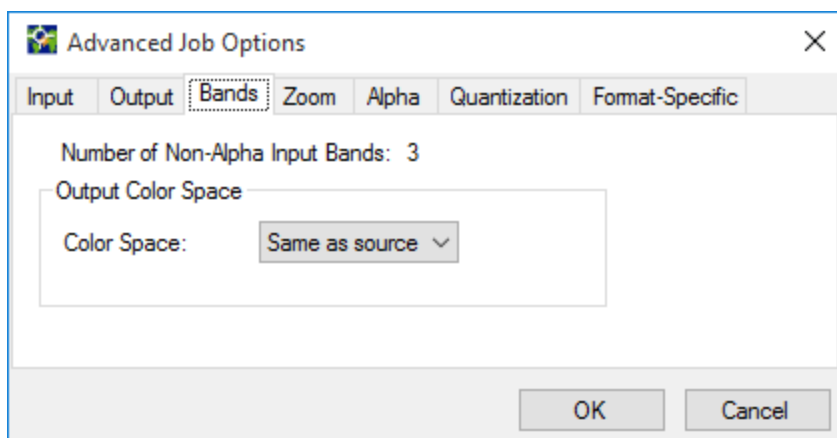 Advanced Job Options
Input Output Bands Zoom Alpha Quantization Format-Specific
Number of Non-Alpha Input Bands: 3
Output Color Space
Color Space: Same as source
OK Cancel